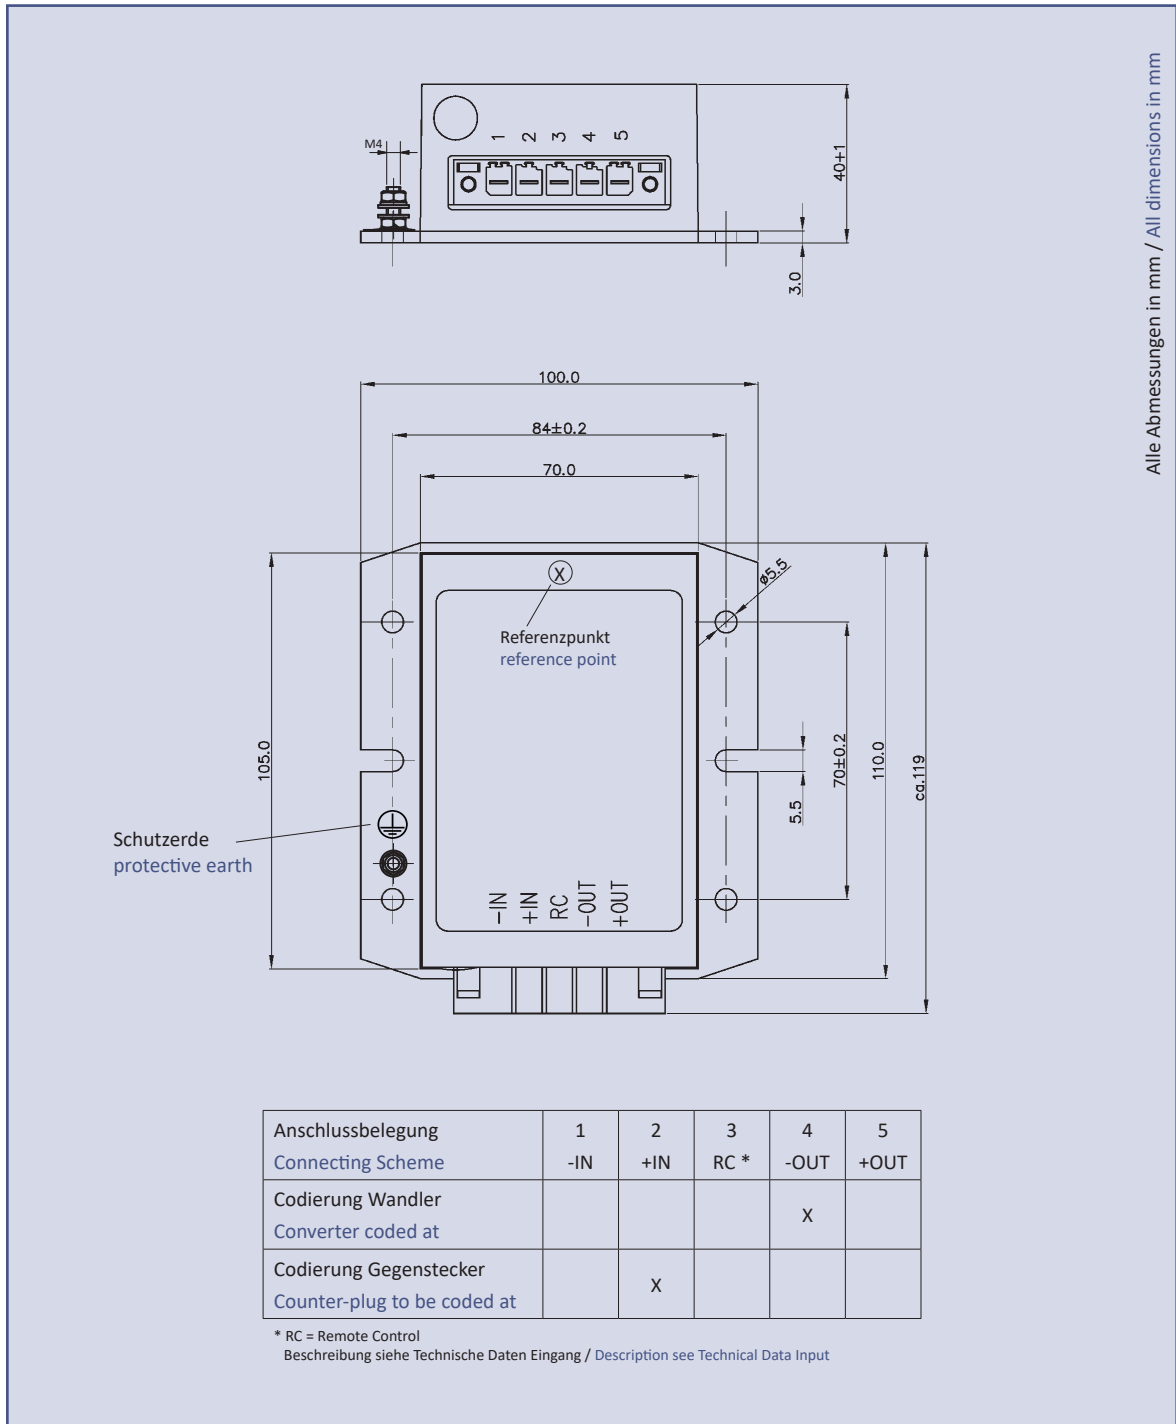 Alle Abmessungen in mm / All dimensions in mm
M4
1 2 3 4 5
40+1
3.0
100.0
84±0.2
70.0
ø5.5
X
Referenzpunkt
reference point
105.0
70±0.2
110.0
ca.119
5.5
Schutzerde
protective earth
-IN
+IN
RC
-OUT
+OUT
Anschlussbelegung 1 2 3 4 5
Connecting Scheme -IN +IN RC * -OUT +OUT
Codierung Wandler
X
Converter coded at
Codierung Gegenstecker
X
Counter-plug to be coded at
* RC = Remote Control
Beschreibung siehe Technische Daten Eingang / Description see Technical Data Input